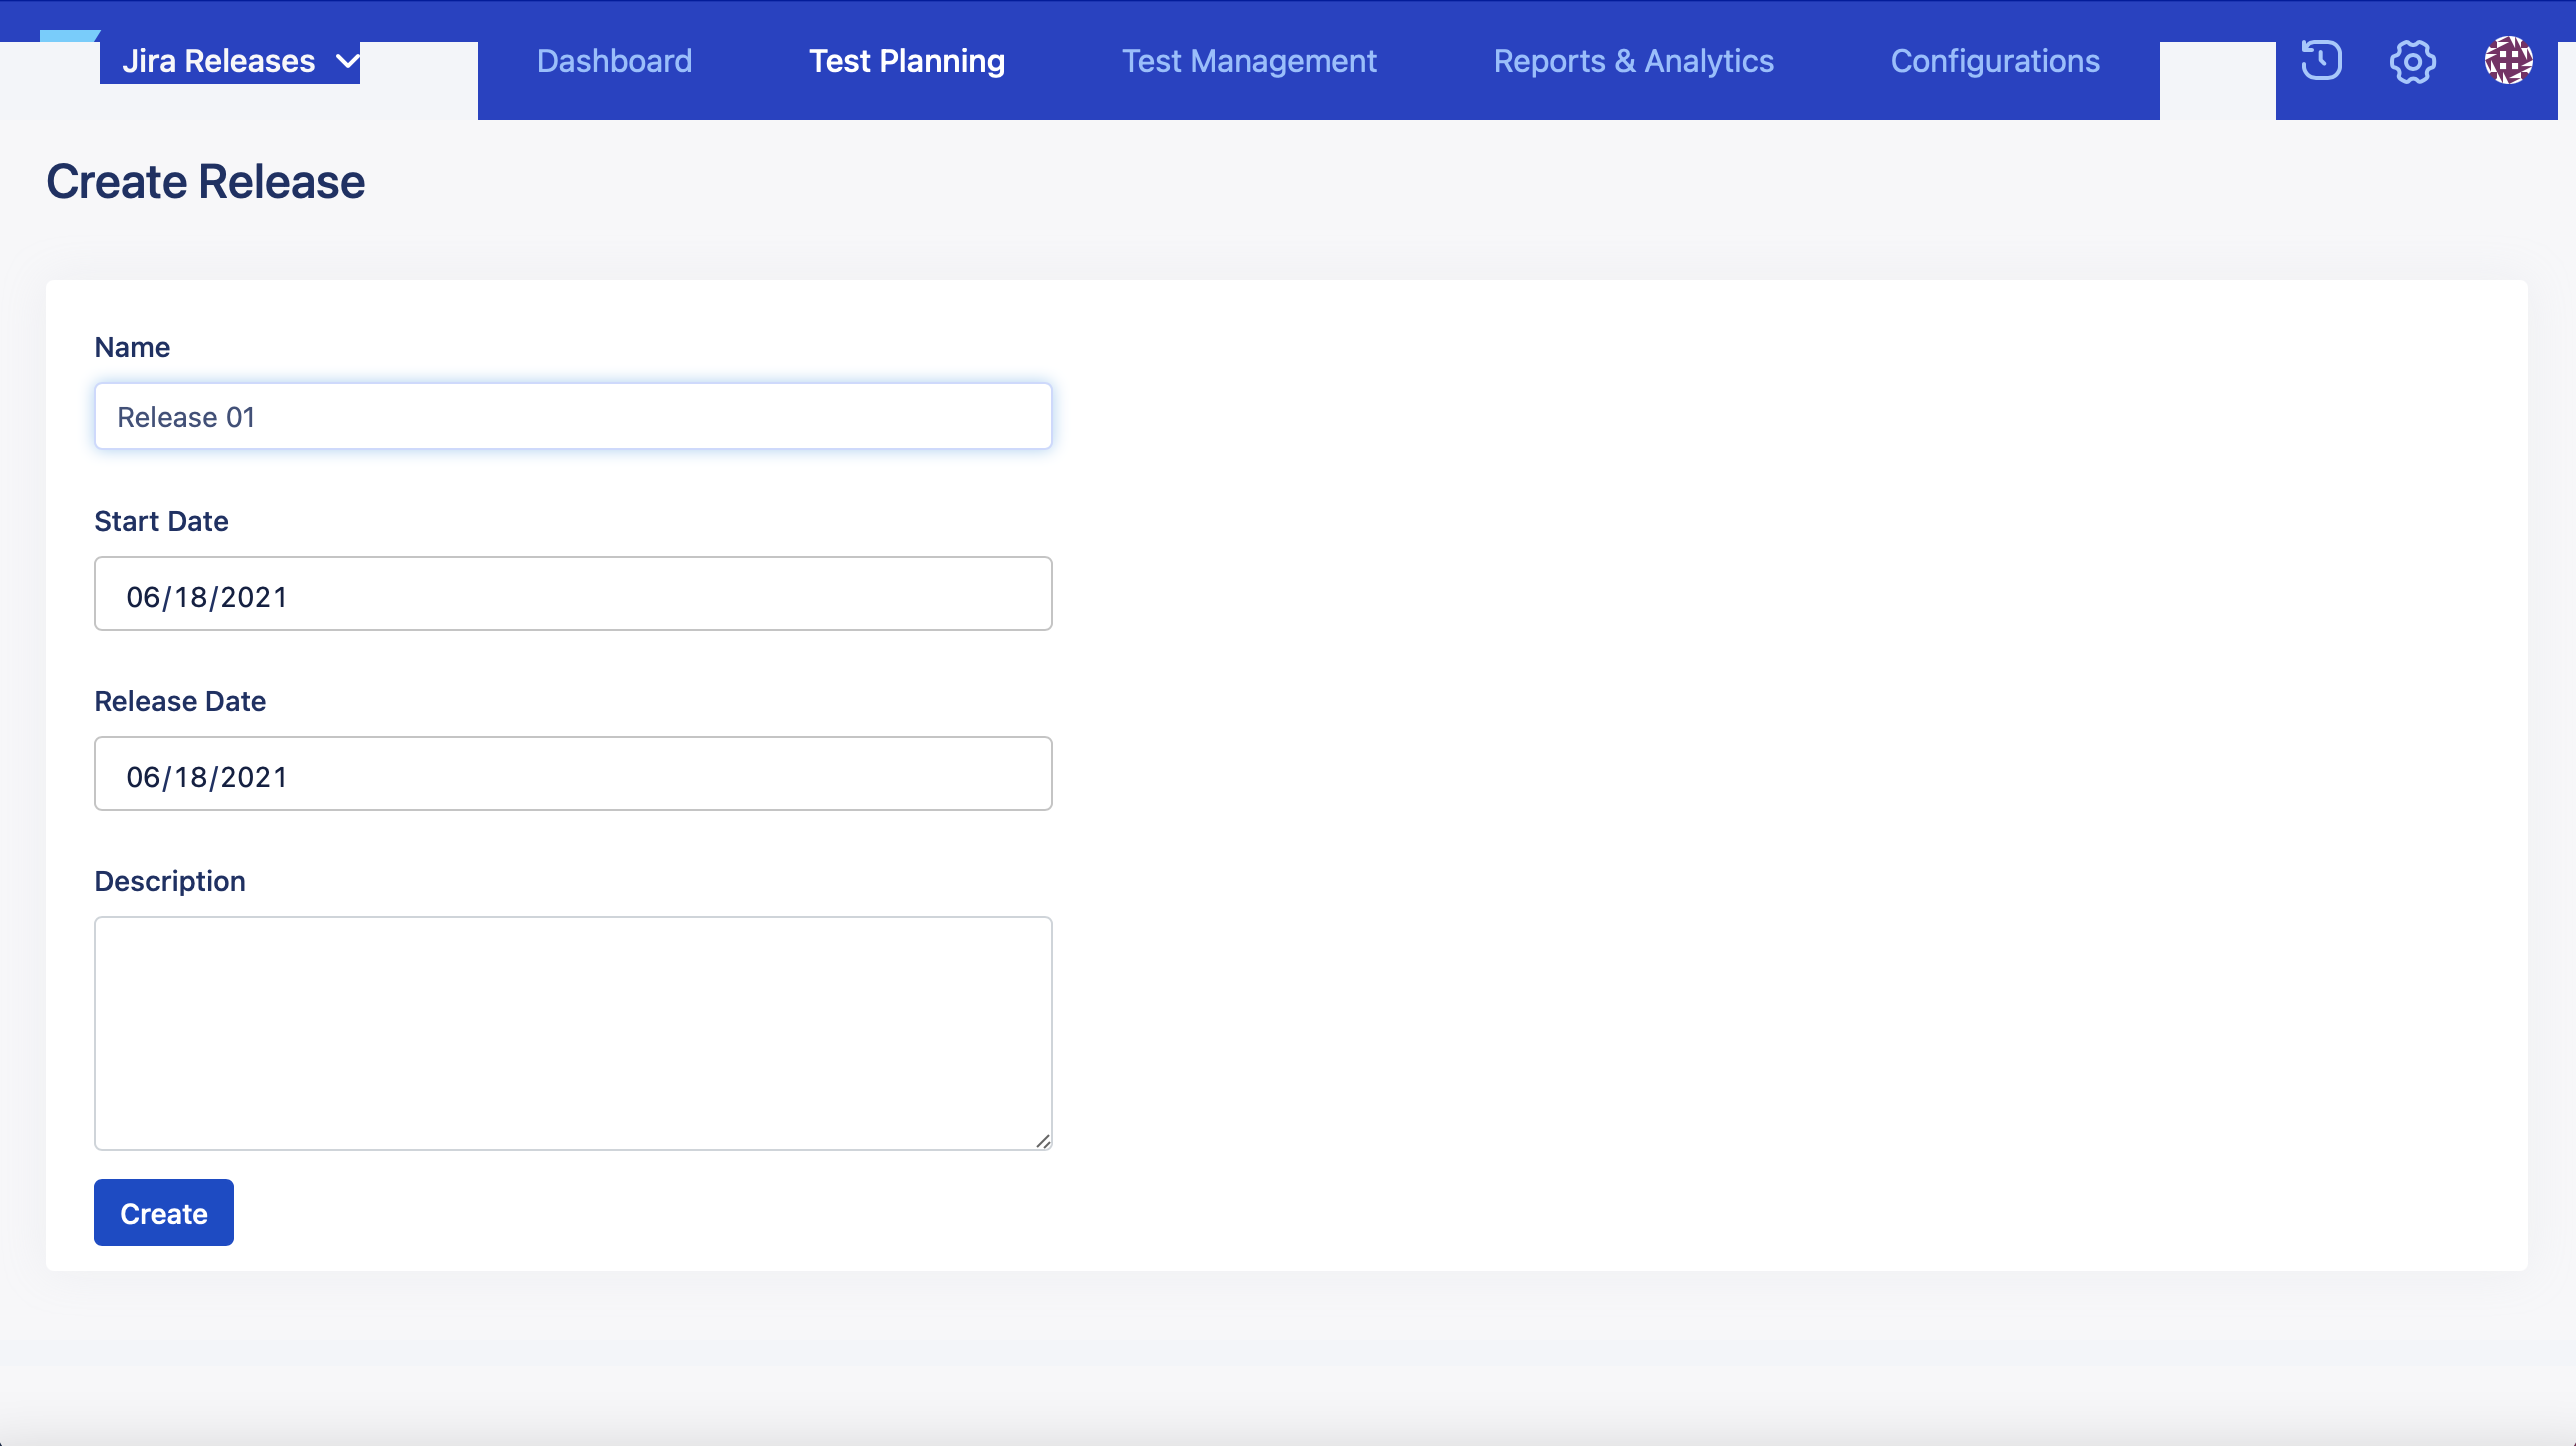 Jira Releases
Dashboard
Test Planning
Test Management
Reports & Analytics
Configurations
Create Release
Name
Release 01
Start Date
06/18/2021
Release Date
06/18/2021
Description
Create